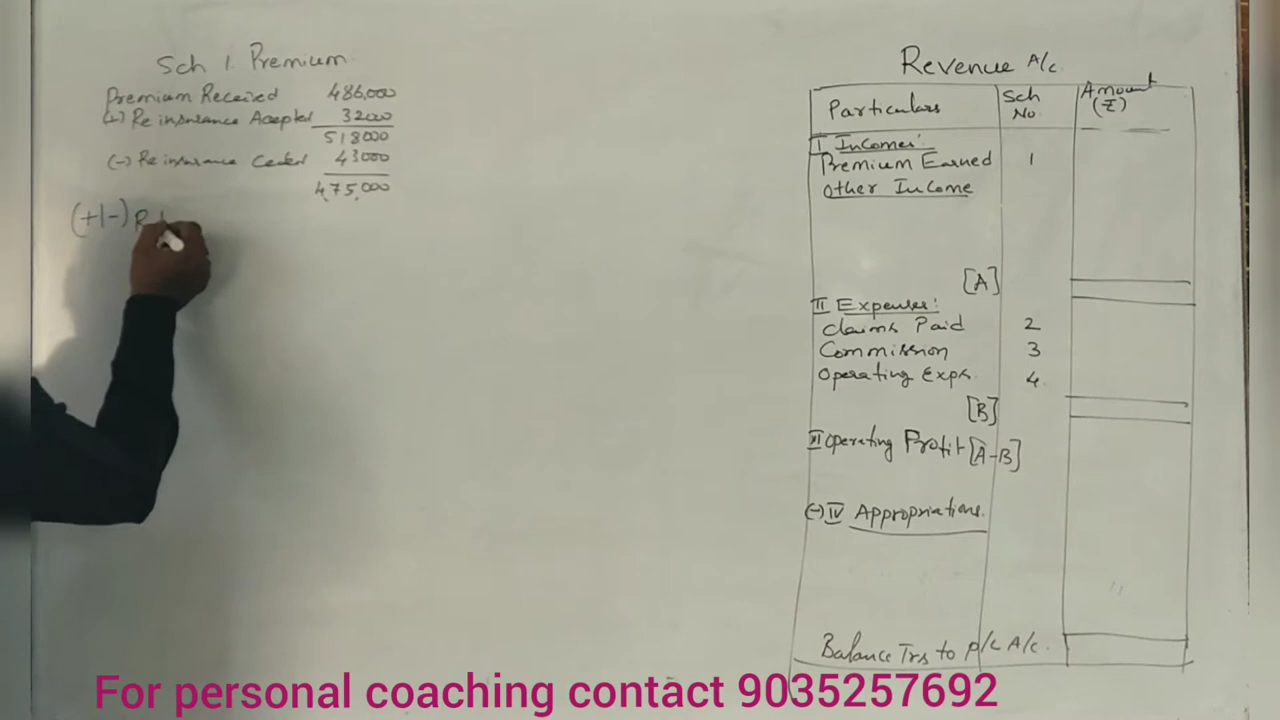 Sch 1. Premium
Premium Received 486,000
(+) Reinsurance Acepted 32000
518000
(-) Reinsurance Ceded 43000
475,000
(+|-) R
Revenue A/c.
Particulars Sch No. Amount (₹)
I Incomes:
Premium Earned 1
Other Income
[A]
II Expenses:
Claims Paid 2
Commission 3
Operating Exps. 4
[B]
III Operating Profit [A-B]
(-) IV Appropriations.
Balance Trs to P/L A/c.
For personal coaching contact 9035257692